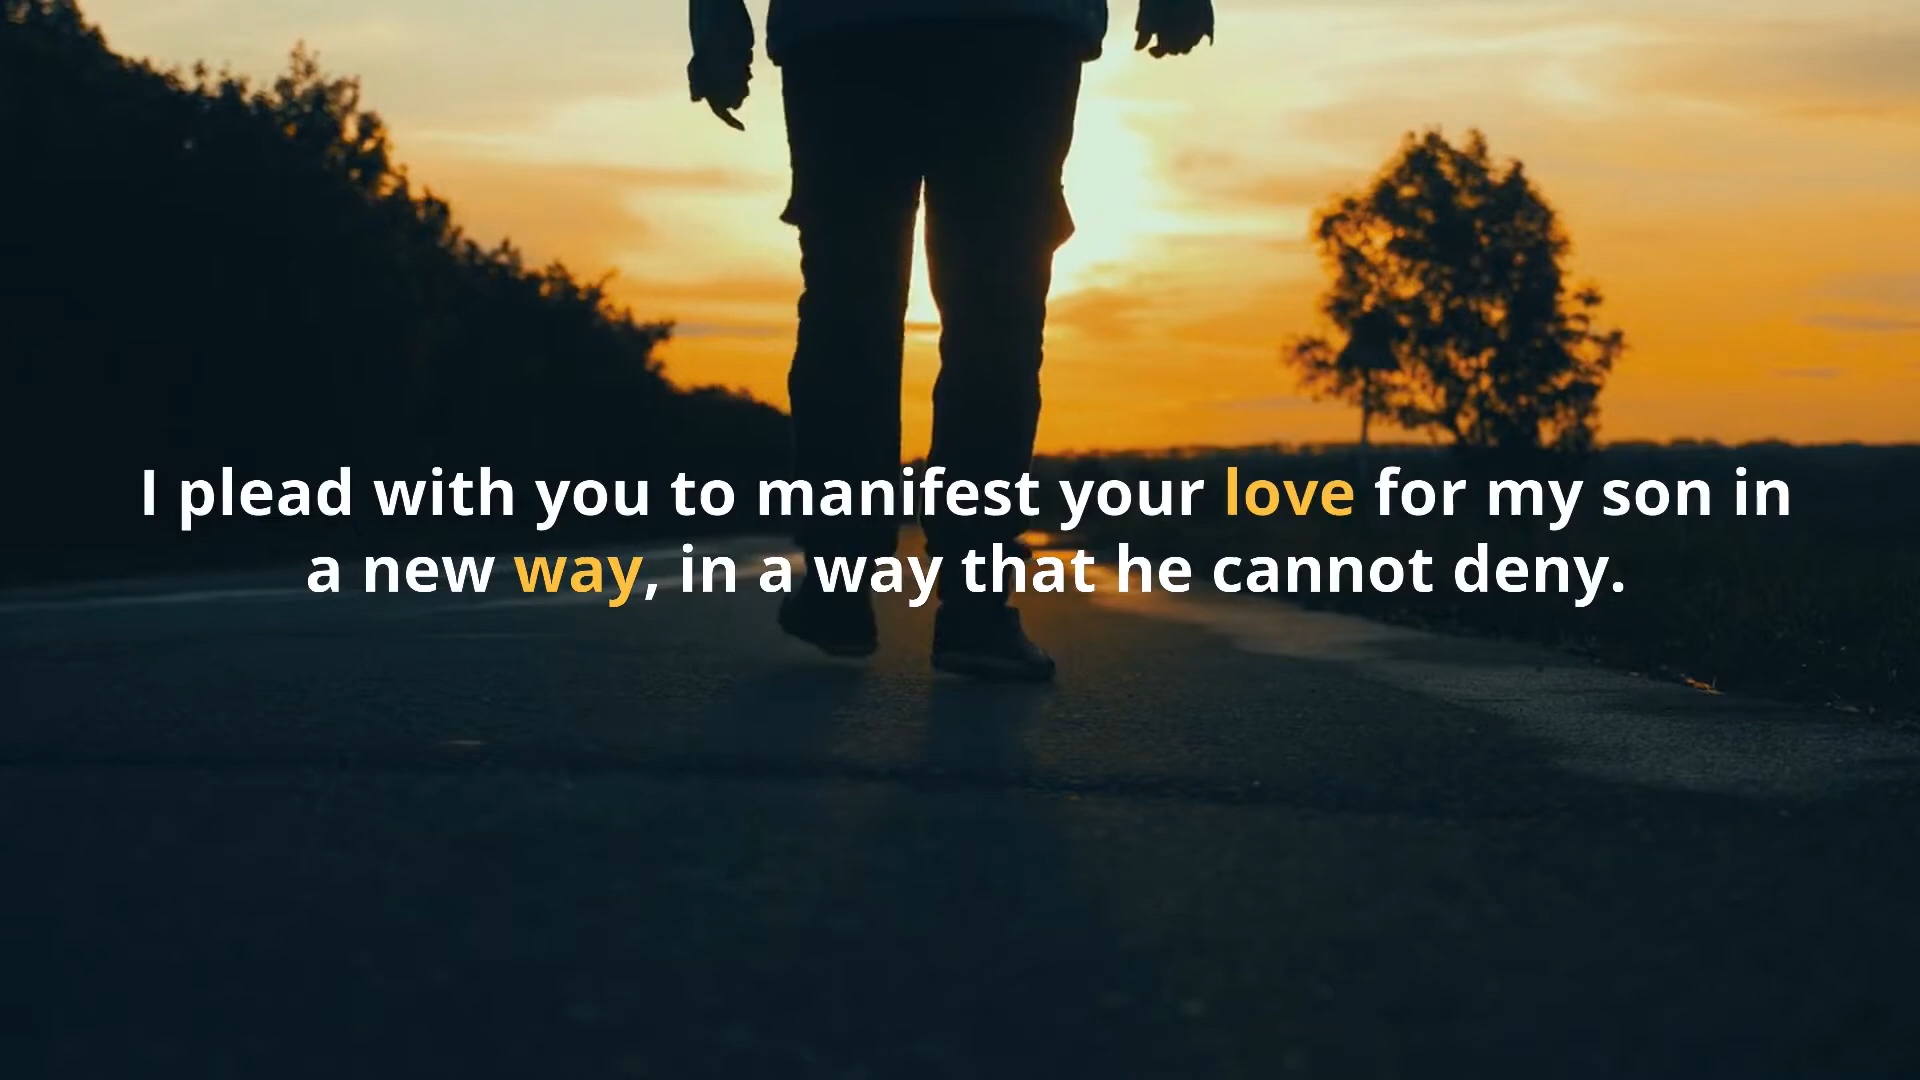 I plead with you to manifest your love for my son in
a new way, in a way that he cannot deny.